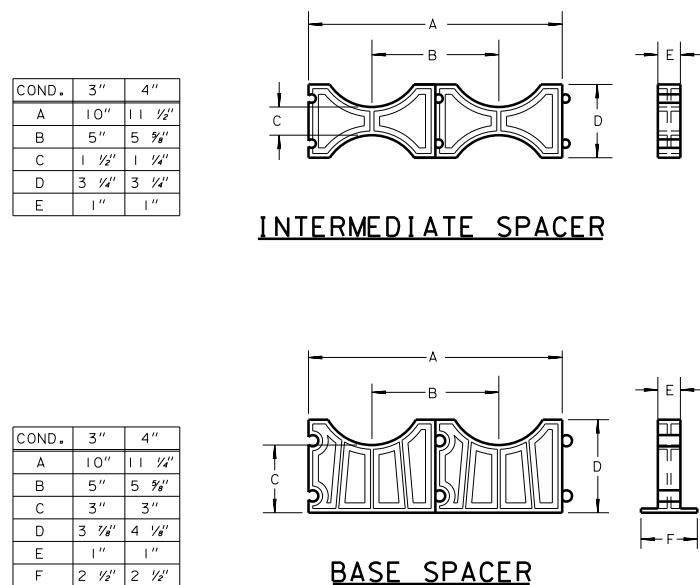 A
B
E
COND. 3" 4"
A 10" 11 ½"
B 5" 5 ⅝"
C 1 ½" 1 ¼"
D 3 ¼" 3 ¼"
E 1" 1"
C
D
INTERMEDIATE SPACER
A
B
E
COND. 3" 4"
A 10" 11 ¼"
B 5" 5 ⅝"
C 3" 3"
D 3 ⅞" 4 ⅛"
E 1" 1"
F 2 ½" 2 ½"
C
D
F
BASE SPACER